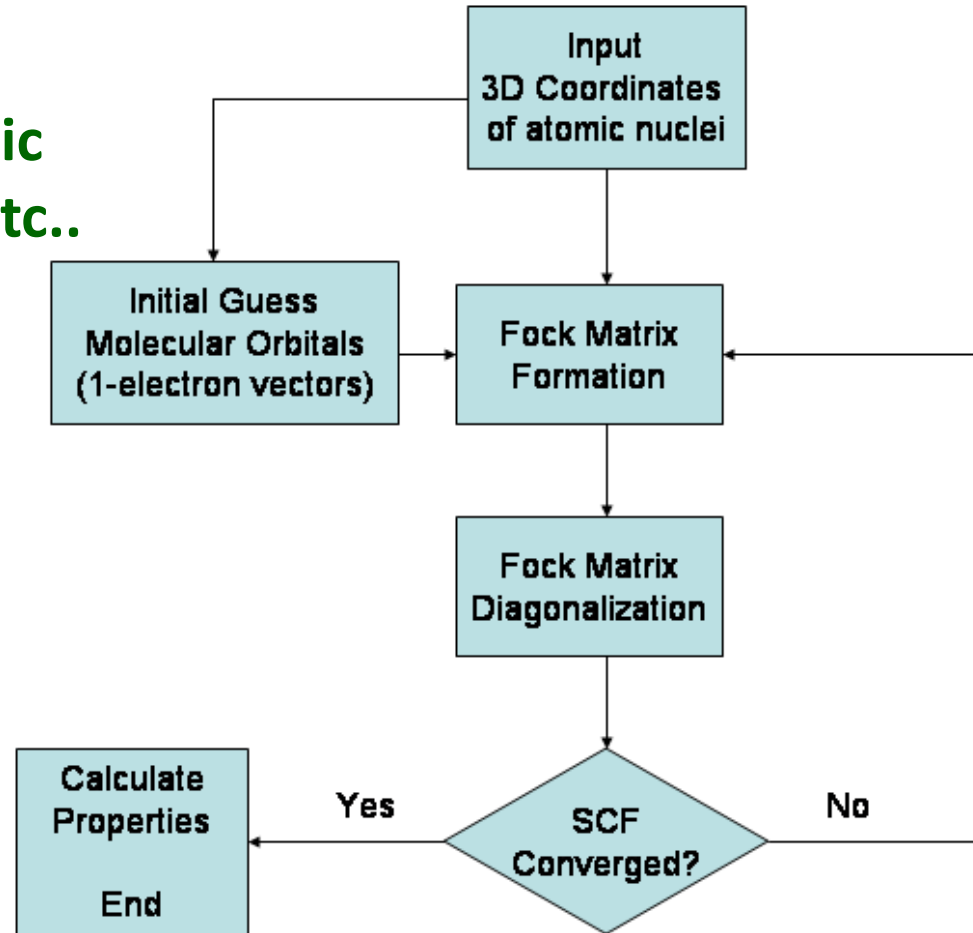 Input
3D Coordinates
of atomic nuclei
ic
tc..
Initial Guess
Molecular Orbitals
(1-electron vectors)
Fock Matrix
Formation
Fock Matrix
Diagonalization
Calculate
Properties
End
Yes
SCF
Converged?
No